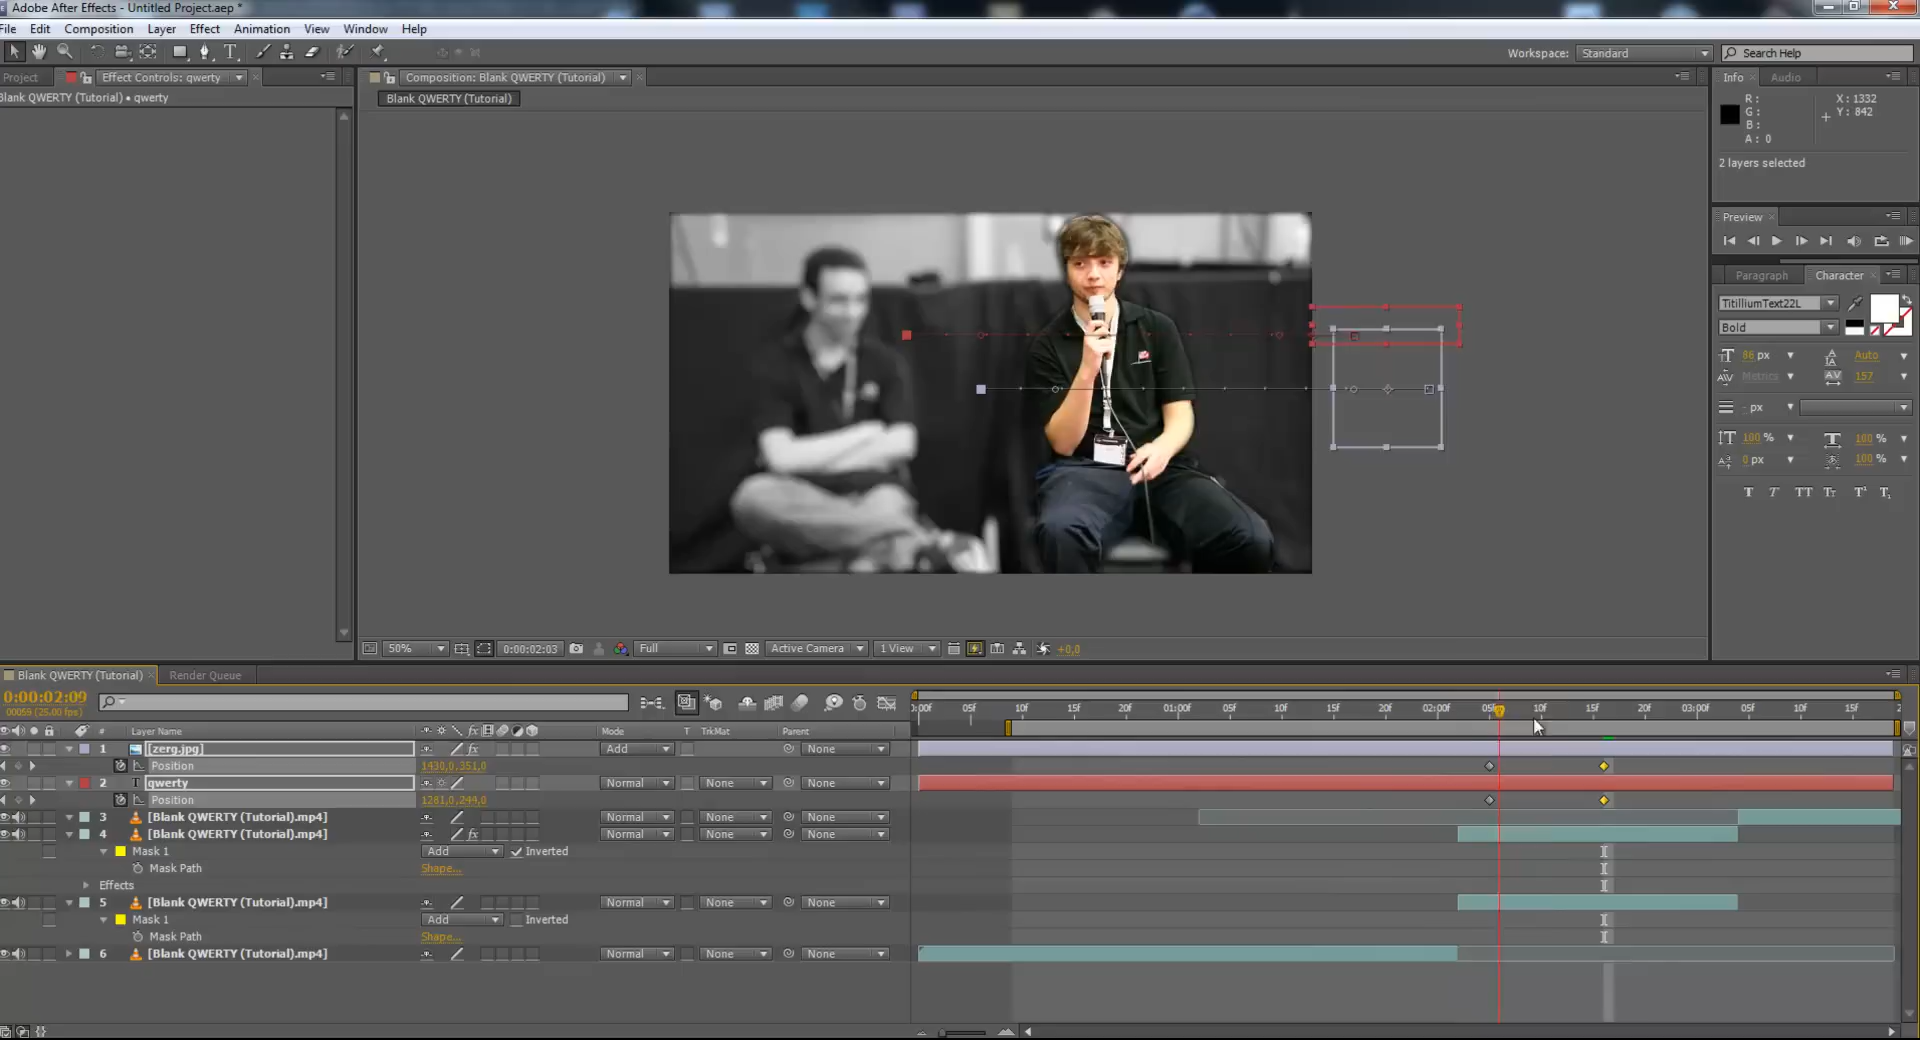 Adobe After Effects - Untitled Project.aep *
File Edit Composition Layer Effect Animation View Window Help
Workspace: Standard Search Help
Project Effect Controls: qwerty Composition: Blank QWERTY (Tutorial) Info Audio
Blank QWERTY (Tutorial) • qwerty Blank QWERTY (Tutorial)
R: X: 1332
G: Y: 842
B:
A: 0
2 layers selected
Preview
Paragraph Character
TitilliumText22L
Bold
86 px Auto
Metrics 157
- px
100 % 100 %
0 px 100 %
T T TT Tt T¹ T,
50% 0:00:02:03 Full Active Camera 1 View +0,0
Blank QWERTY (Tutorial) Render Queue
0:00:02:09
00059 (25.00 fps)
0:00f 05f 10f 15f 20f 01:00f 05f 10f 15f 20f 02:00f 05f 10f 15f 20f 03:00f 05f 10f 15f 2
# Layer Name Mode T TrkMat Parent
1 [zerg.jpg] Add None
Position 1430,0,351,0
2 qwerty Normal None
Position 1281,0,244,0
3 [Blank QWERTY (Tutorial).mp4] Normal None None
4 [Blank QWERTY (Tutorial).mp4] Normal None None
Mask 1 Add Inverted
Mask Path Shape...
Effects
5 [Blank QWERTY (Tutorial).mp4] Normal None None
Mask 1 Add Inverted
Mask Path Shape...
6 [Blank QWERTY (Tutorial).mp4] Normal None None